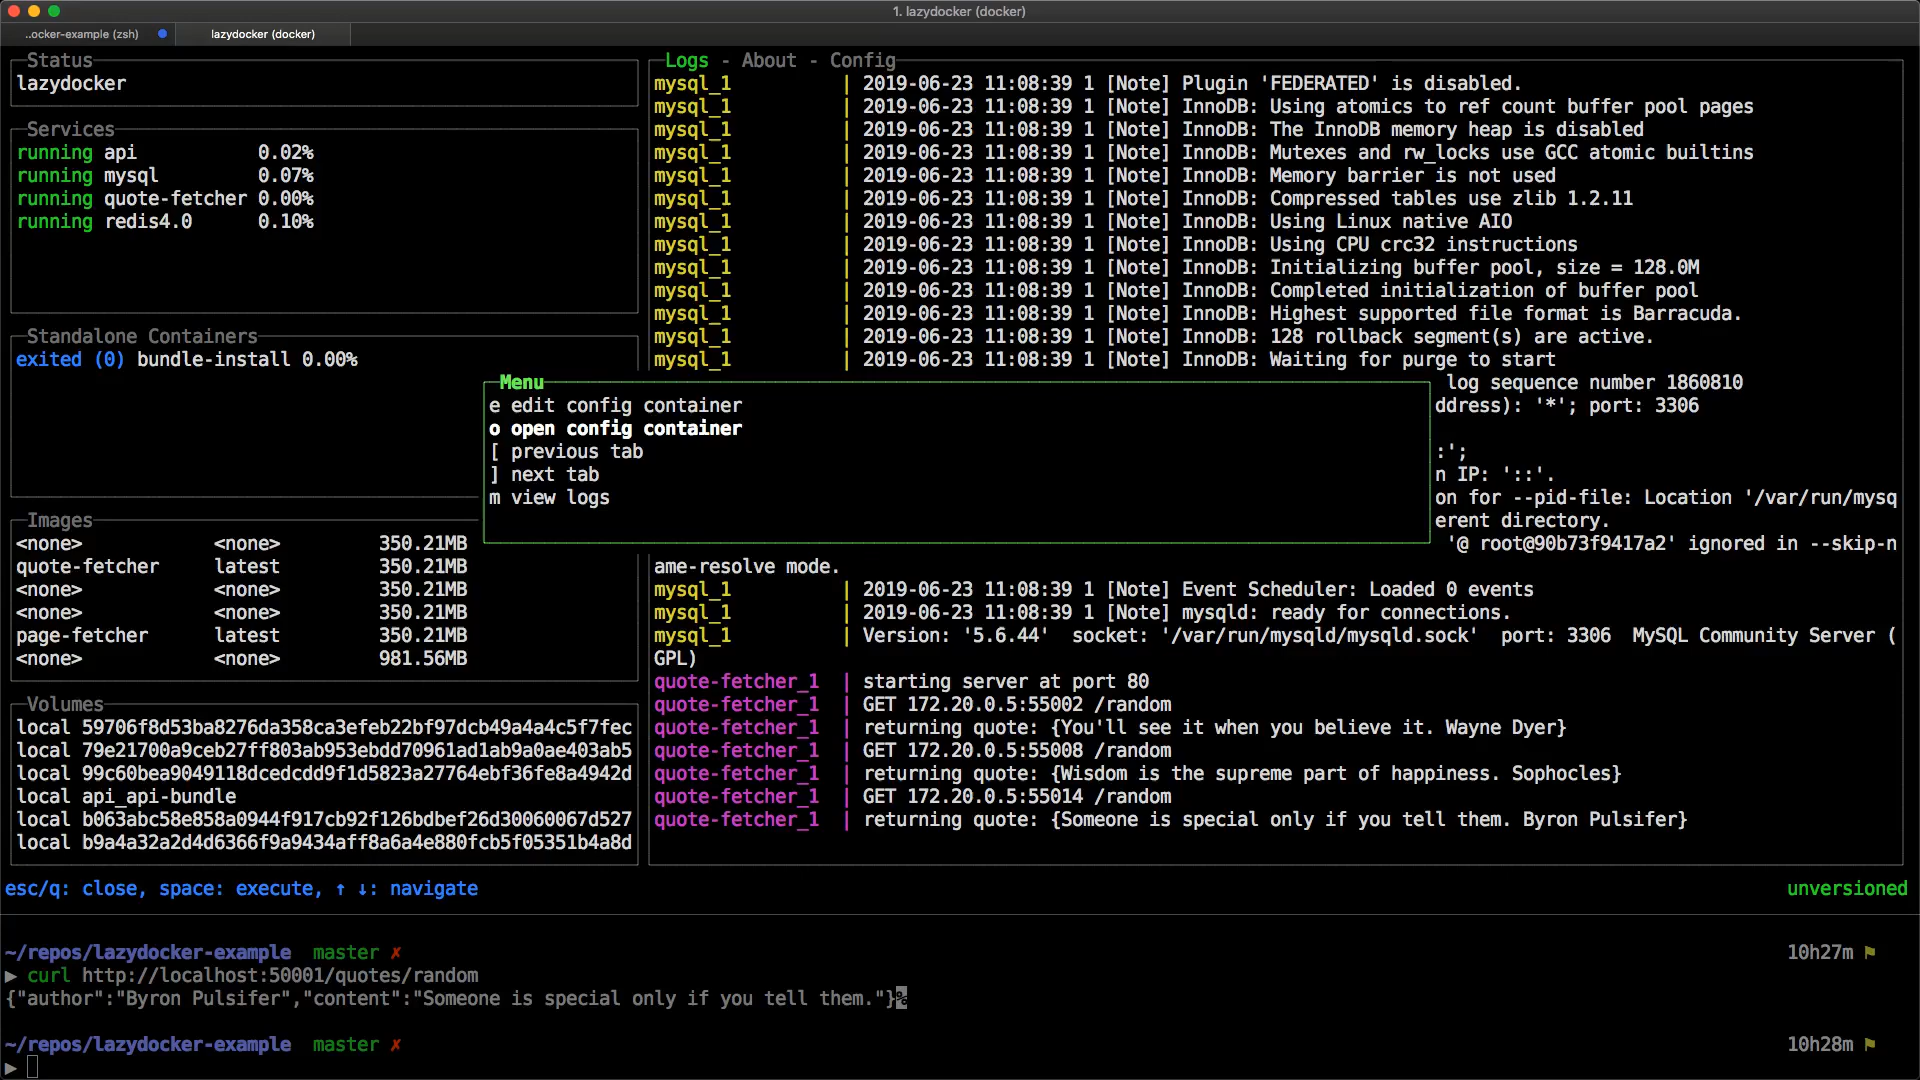 1. lazydocker (docker)
..ocker-example (zsh)
lazydocker (docker)
Status
lazydocker
Services
running api 0.02%
running mysql 0.07%
running quote-fetcher 0.00%
running redis4.0 0.10%
Standalone Containers
exited (0) bundle-install 0.00%
Images
<none> <none> 350.21MB
quote-fetcher latest 350.21MB
<none> <none> 350.21MB
<none> <none> 350.21MB
page-fetcher latest 350.21MB
<none> <none> 981.56MB
Volumes
local 59706f8d53ba8276da358ca3efeb22bf97dcb49a4a4c5f7fec
local 79e21700a9ceb27ff803ab953ebdd70961ad1ab9a0ae403ab5
local 99c60bea9049118dcedcdd9f1d5823a27764ebf36fe8a4942d
local api_api-bundle
local b063abc58e858a0944f917cb92f126bdbef26d30060067d527
local b9a4a32a2d4d6366f9a9434aff8a6a4e880fcb5f05351b4a8d
Logs - About - Config
mysql_1 | 2019-06-23 11:08:39 1 [Note] Plugin 'FEDERATED' is disabled.
mysql_1 | 2019-06-23 11:08:39 1 [Note] InnoDB: Using atomics to ref count buffer pool pages
mysql_1 | 2019-06-23 11:08:39 1 [Note] InnoDB: The InnoDB memory heap is disabled
mysql_1 | 2019-06-23 11:08:39 1 [Note] InnoDB: Mutexes and rw_locks use GCC atomic builtins
mysql_1 | 2019-06-23 11:08:39 1 [Note] InnoDB: Memory barrier is not used
mysql_1 | 2019-06-23 11:08:39 1 [Note] InnoDB: Compressed tables use zlib 1.2.11
mysql_1 | 2019-06-23 11:08:39 1 [Note] InnoDB: Using Linux native AIO
mysql_1 | 2019-06-23 11:08:39 1 [Note] InnoDB: Using CPU crc32 instructions
mysql_1 | 2019-06-23 11:08:39 1 [Note] InnoDB: Initializing buffer pool, size = 128.0M
mysql_1 | 2019-06-23 11:08:39 1 [Note] InnoDB: Completed initialization of buffer pool
mysql_1 | 2019-06-23 11:08:39 1 [Note] InnoDB: Highest supported file format is Barracuda.
mysql_1 | 2019-06-23 11:08:39 1 [Note] InnoDB: 128 rollback segment(s) are active.
mysql_1 | 2019-06-23 11:08:39 1 [Note] InnoDB: Waiting for purge to start
log sequence number 1860810
ddress): '*'; port: 3306
:';
n IP: '::'.
on for --pid-file: Location '/var/run/mysq
erent directory.
'@ root@90b73f9417a2' ignored in --skip-n
ame-resolve mode.
mysql_1 | 2019-06-23 11:08:39 1 [Note] Event Scheduler: Loaded 0 events
mysql_1 | 2019-06-23 11:08:39 1 [Note] mysqld: ready for connections.
mysql_1 | Version: '5.6.44' socket: '/var/run/mysqld/mysqld.sock' port: 3306 MySQL Community Server (
GPL)
quote-fetcher_1 | starting server at port 80
quote-fetcher_1 | GET 172.20.0.5:55002 /random
quote-fetcher_1 | returning quote: {You'll see it when you believe it. Wayne Dyer}
quote-fetcher_1 | GET 172.20.0.5:55008 /random
quote-fetcher_1 | returning quote: {Wisdom is the supreme part of happiness. Sophocles}
quote-fetcher_1 | GET 172.20.0.5:55014 /random
quote-fetcher_1 | returning quote: {Someone is special only if you tell them. Byron Pulsifer}
Menu
e edit config container
o open config container
[ previous tab
] next tab
m view logs
esc/q: close, space: execute, ↑ ↓: navigate
unversioned
~/repos/lazydocker-example master ✗ 10h27m ⚑
▶ curl http://localhost:50001/quotes/random
{"author":"Byron Pulsifer","content":"Someone is special only if you tell them."}%
~/repos/lazydocker-example master ✗ 10h28m ⚑
▶